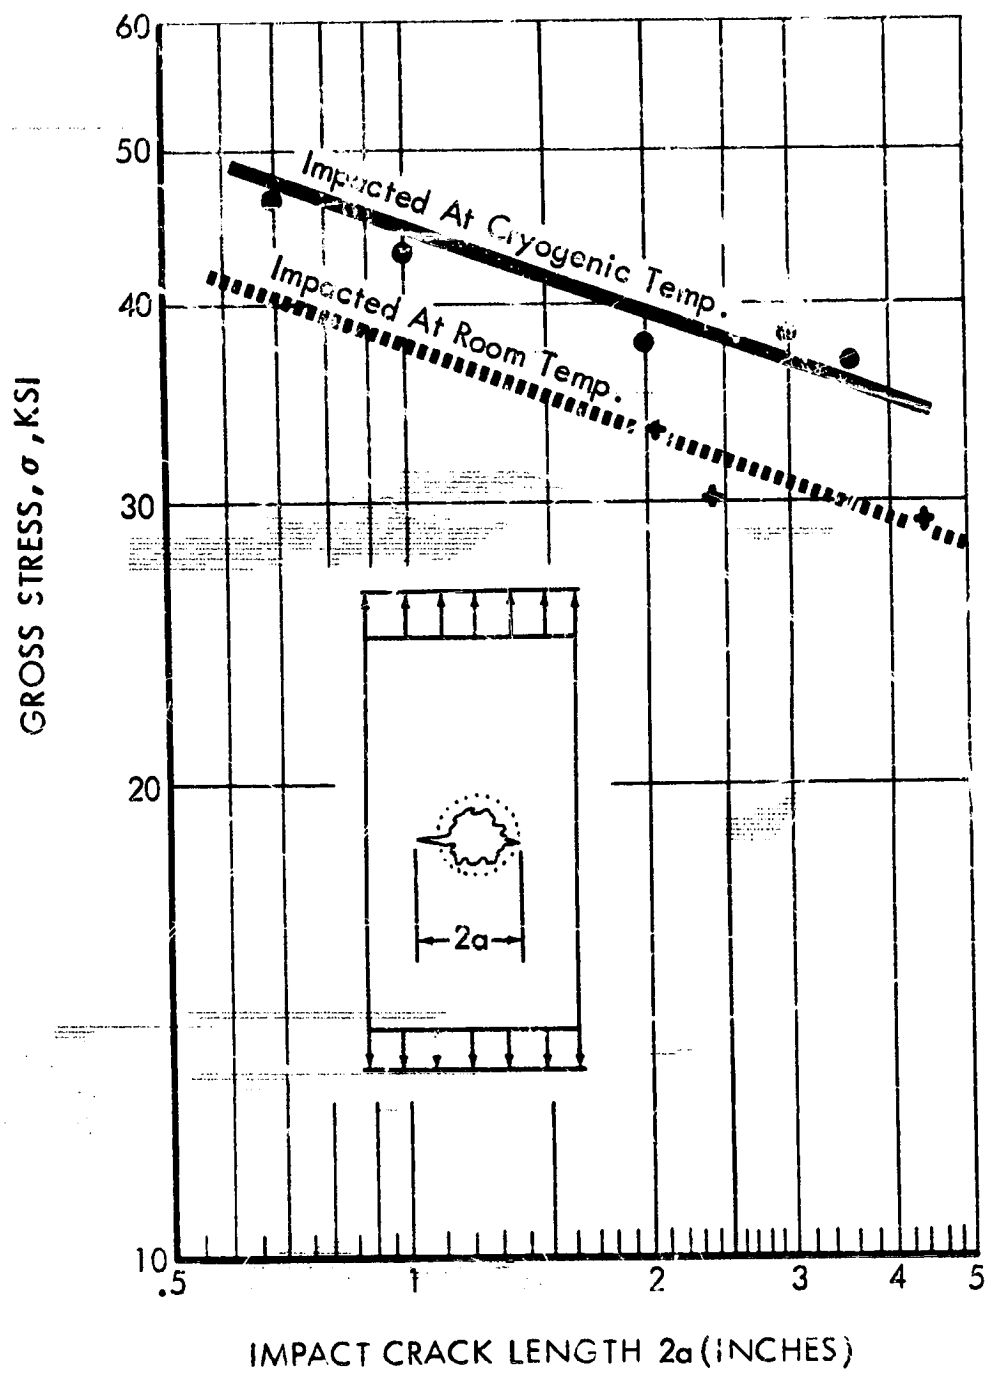 60
50
40
30
20
10
GROSS STRESS, σ, KSI
Impacted At Cryogenic Temp.
Impacted At Room Temp.
2a
.5
1
2
3
4
5
IMPACT CRACK LENGTH 2a (INCHES)